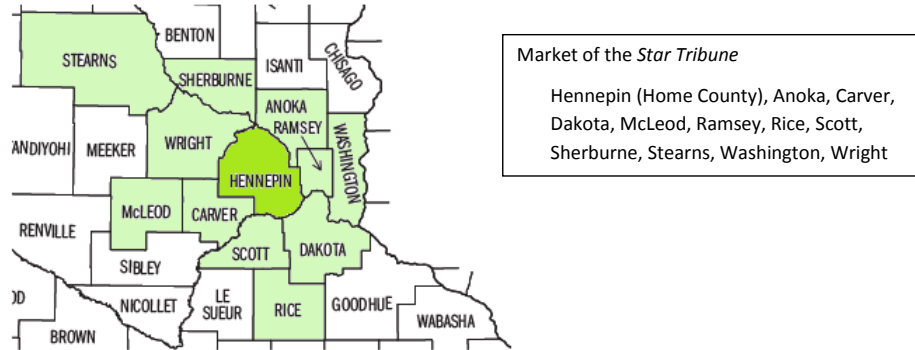 BENTON
STEARNS
ISANTI
CHISAGO
SHERBURNE
ANOKA
RAMSEY
WASHINGTON
WRIGHT
ANDIYOHI
MEEKER
HENNEPIN
McLEOD
CARVER
RENVILLE
SCOTT
DAKOTA
SIBLEY
NICOLLET
LE
SUEUR
RICE
GOODHUE
OD
WABASHA
BROWN
Market of the Star Tribune
Hennepin (Home County), Anoka, Carver,
Dakota, McLeod, Ramsey, Rice, Scott,
Sherburne, Stearns, Washington, Wright